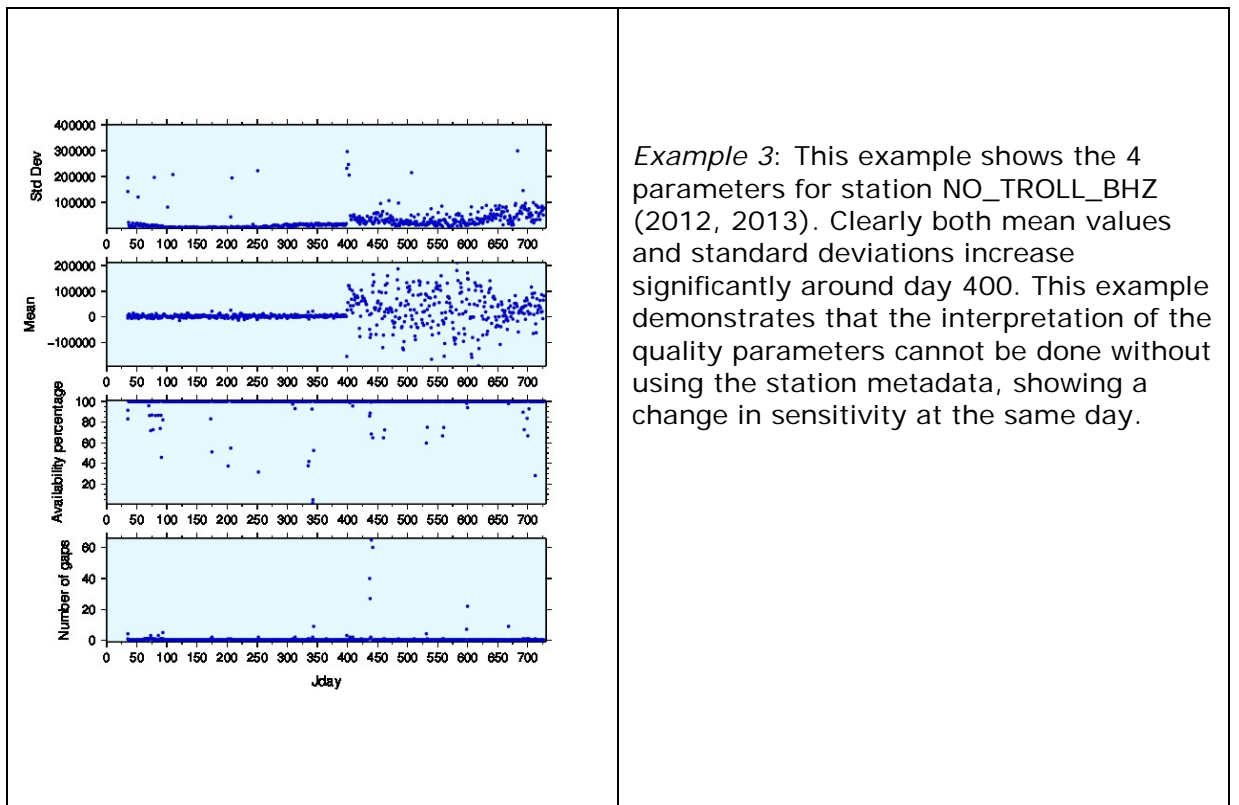 400000
300000
200000
100000
Std Dev
0 50 100 150 200 250 300 350 400 450 500 550 600 650 700
200000
100000
0
−100000
Mean
0 50 100 150 200 250 300 350 400 450 500 550 600 650 700
100
80
60
40
20
Availability percentage
0 50 100 150 200 250 300 350 400 450 500 550 600 650 700
60
40
20
0
Number of gaps
0 50 100 150 200 250 300 350 400 450 500 550 600 650 700
Jday
Example 3: This example shows the 4
parameters for station NO_TROLL_BHZ
(2012, 2013). Clearly both mean values
and standard deviations increase
significantly around day 400. This example
demonstrates that the interpretation of the
quality parameters cannot be done without
using the station metadata, showing a
change in sensitivity at the same day.